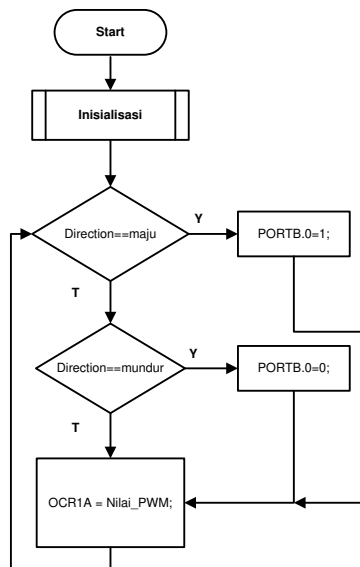 Start
Inisialisasi
Direction==maju
Y
PORTB.0=1;
T
Direction==mundur
Y
PORTB.0=0;
T
OCR1A = Nilai_PWM;